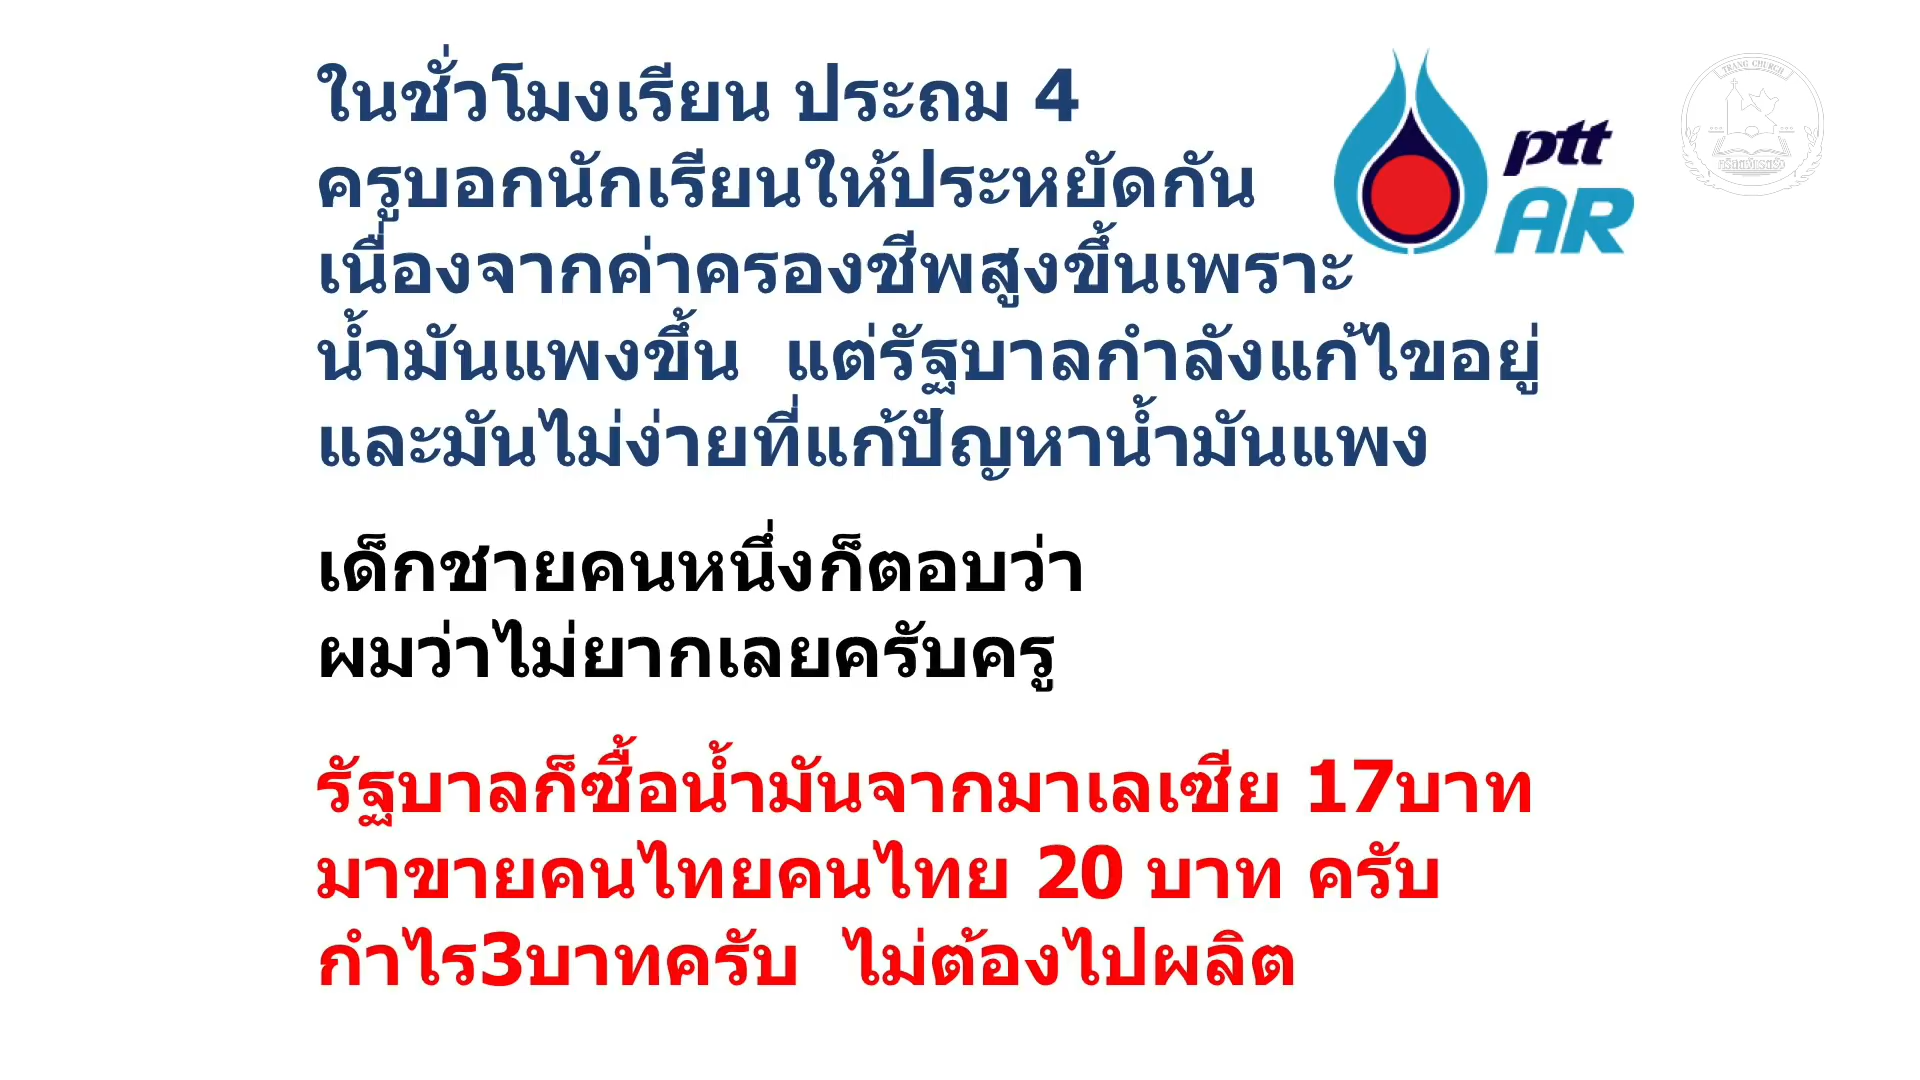 ในชั่วโมงเรียน ประถม 4
ครูบอกนักเรียนให้ประหยัดกัน
เนื่องจากค่าครองชีพสูงขึ้นเพราะ
น้ำมันแพงขึ้น  แต่รัฐบาลกำลังแก้ไขอยู่
และมันไม่ง่ายที่แก้ปัญหาน้ำมันแพง
ptt
AR
TRANG CHURCH
เด็กชายคนหนึ่งก็ตอบว่า
ผมว่าไม่ยากเลยครับครู
รัฐบาลก็ซื้อน้ำมันจากมาเลเซีย 17บาท
มาขายคนไทยคนไทย 20 บาท ครับ
กำไร3บาทครับ  ไม่ต้องไปผลิต